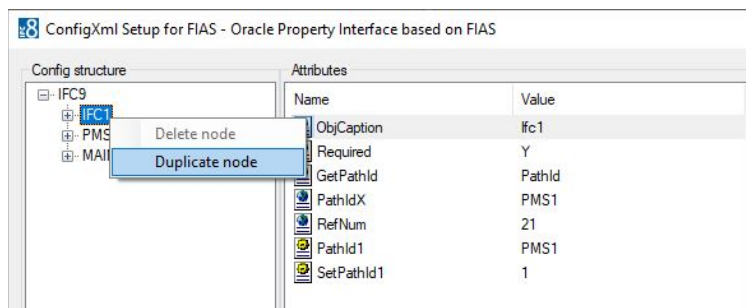 ConfigXml Setup for FIAS - Oracle Property Interface based on FIAS
Config structure
Attributes
IFC9
IFC1
PMS
MAI
Delete node
Duplicate node
Name Value
ObjCaption Ifc1
Required Y
GetPathId PathId
PathIdX PMS1
RefNum 21
PathId1 PMS1
SetPathId1 1